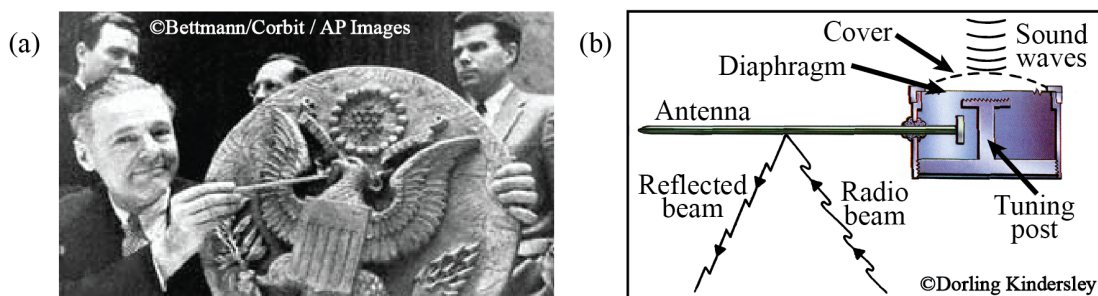 (a)
©Bettmann/Corbit / AP Images
(b)
Cover
Sound
waves
Diaphragm
Antenna
Reflected
beam
Radio
beam
Tuning
post
©Dorling Kindersley